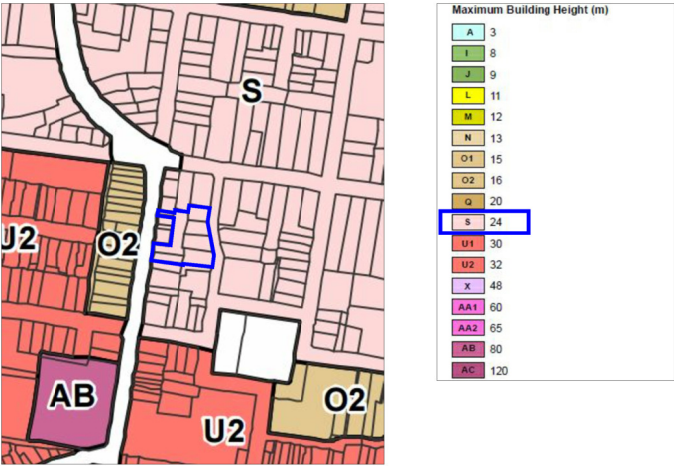 S
U2
O2
AB
O2
U2
Maximum Building Height (m)
A 3
I 8
J 9
L 11
M 12
N 13
O1 15
O2 16
Q 20
S 24
U1 30
U2 32
X 48
AA1 60
AA2 65
AB 80
AC 120